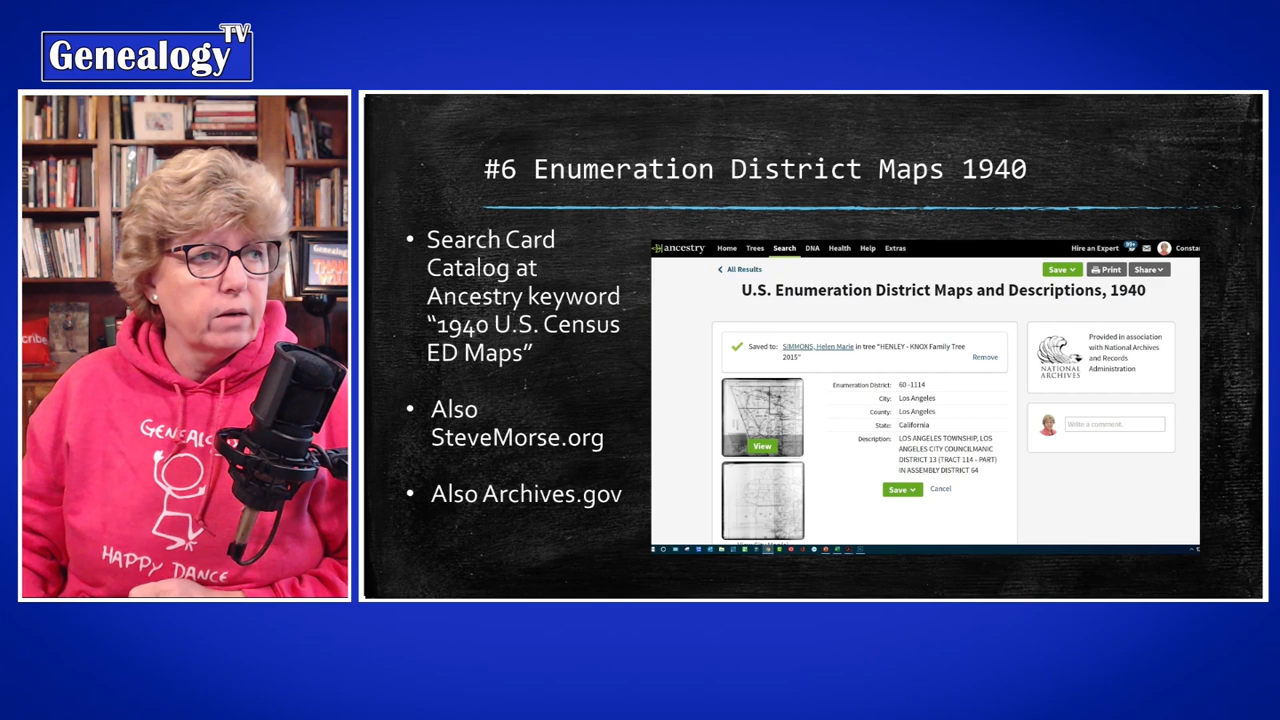 Genealogy TV
#6 Enumeration District Maps 1940
• Search Card
Catalog at
Ancestry keyword
“1940 U.S. Census
ED Maps”
• Also
SteveMorse.org
• Also Archives.gov
ancestry Home Trees Search DNA Health Help Extras Hire an Expert 99+ Constan
All Results Save Print Share
U.S. Enumeration District Maps and Descriptions, 1940
Saved to: SIMMONS, Helen Marie in tree "HENLEY - KNOX Family Tree
2015"
Remove
View
Enumeration District: 60 -1114
City: Los Angeles
County: Los Angeles
State: California
Description: LOS ANGELES TOWNSHIP, LOS
ANGELES CITY COUNCILMANIC
DISTRICT 13 (TRACT 114 - PART)
IN ASSEMBLY DISTRICT 64
Save Cancel
NATIONAL
ARCHIVES
Provided in association
with National Archives
and Records
Administration
Write a comment.
Genealogy
cribe
GENEALO
HAPPY DANCE